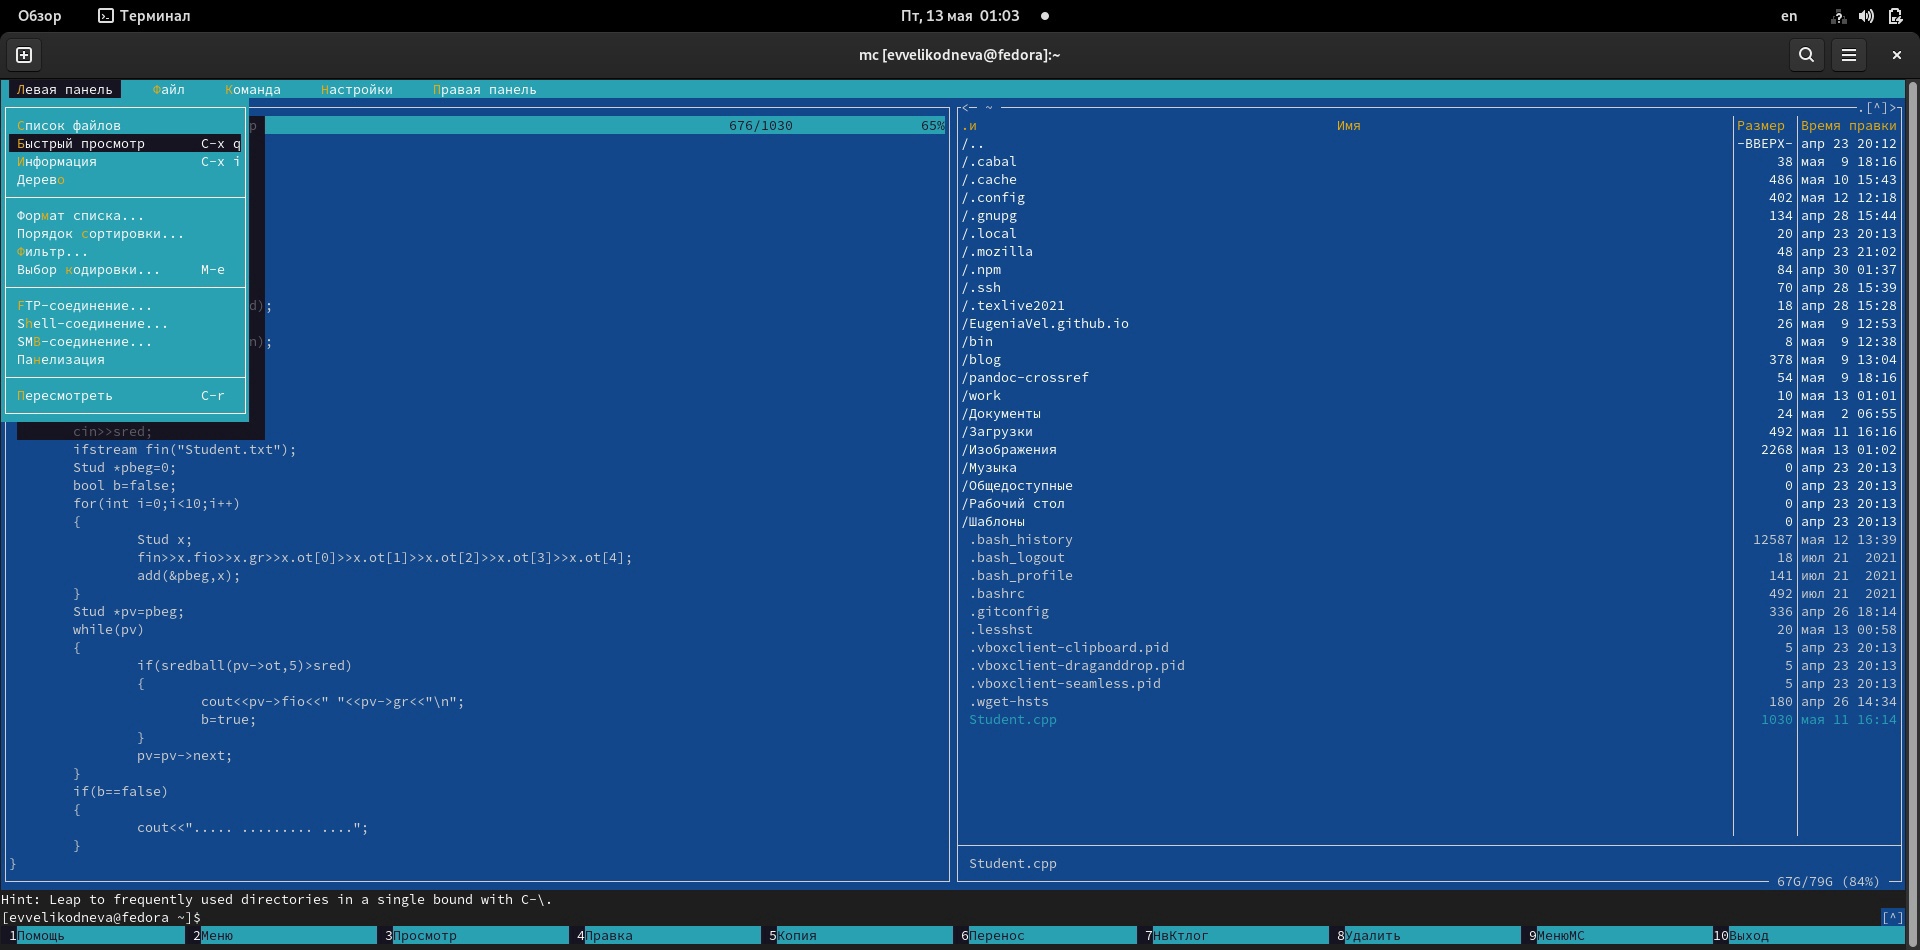 Обзор Терминал Пт, 13 мая 01:03 en
mc [evvelikodneva@fedora]:~
Левая панель Файл Команда Настройки Правая панель
Список файлов
Быстрый просмотр C-x q
Информация C-x i
Дерево
Формат списка...
Порядок сортировки...
Фильтр...
Выбор кодировки... M-e
FTP-соединение...
Shell-соединение...
SMB-соединение...
Панелизация
Пересмотреть C-r
p 676/1030 65%
d);
n);
cin>>sred;
ifstream fin("Student.txt");
Stud *pbeg=0;
bool b=false;
for(int i=0;i<10;i++)
{
Stud x;
fin>>x.fio>>x.gr>>x.ot[0]>>x.ot[1]>>x.ot[2]>>x.ot[3]>>x.ot[4];
add(&pbeg,x);
}
Stud *pv=pbeg;
while(pv)
{
if(sredball(pv->ot,5)>sred)
{
cout<<pv->fio<<" "<<pv->gr<<"\n";
b=true;
}
pv=pv->next;
}
if(b==false)
{
cout<<"..... ......... ....";
}
}
<─ ~ .[^]>
.и Имя Размер Время правки
/.. -ВВЕРХ- апр 23 20:12
/.cabal 38 мая 9 18:16
/.cache 486 мая 10 15:43
/.config 402 мая 12 12:18
/.gnupg 134 апр 28 15:44
/.local 20 апр 23 20:13
/.mozilla 48 апр 23 21:02
/.npm 84 апр 30 01:37
/.ssh 70 апр 28 15:39
/.texlive2021 18 апр 28 15:28
/EugeniaVel.github.io 26 мая 9 12:53
/bin 8 мая 9 12:38
/blog 378 мая 9 13:04
/pandoc-crossref 54 мая 9 18:16
/work 10 мая 13 01:01
/Документы 24 мая 2 06:55
/Загрузки 492 мая 11 16:16
/Изображения 2268 мая 13 01:02
/Музыка 0 апр 23 20:13
/Общедоступные 0 апр 23 20:13
/Рабочий стол 0 апр 23 20:13
/Шаблоны 0 апр 23 20:13
.bash_history 12587 мая 12 13:39
.bash_logout 18 июл 21 2021
.bash_profile 141 июл 21 2021
.bashrc 492 июл 21 2021
.gitconfig 336 апр 26 18:14
.lesshst 20 мая 13 00:58
.vboxclient-clipboard.pid 5 апр 23 20:13
.vboxclient-draganddrop.pid 5 апр 23 20:13
.vboxclient-seamless.pid 5 апр 23 20:13
.wget-hsts 180 апр 26 14:34
Student.cpp 1030 мая 11 16:14
Student.cpp
67G/79G (84%)
Hint: Leap to frequently used directories in a single bound with C-\.
[evvelikodneva@fedora ~]$ [^]
1Помощь 2Меню 3Просмотр 4Правка 5Копия 6Перенос 7НвКтлог 8Удалить 9МенюМС 10Выход